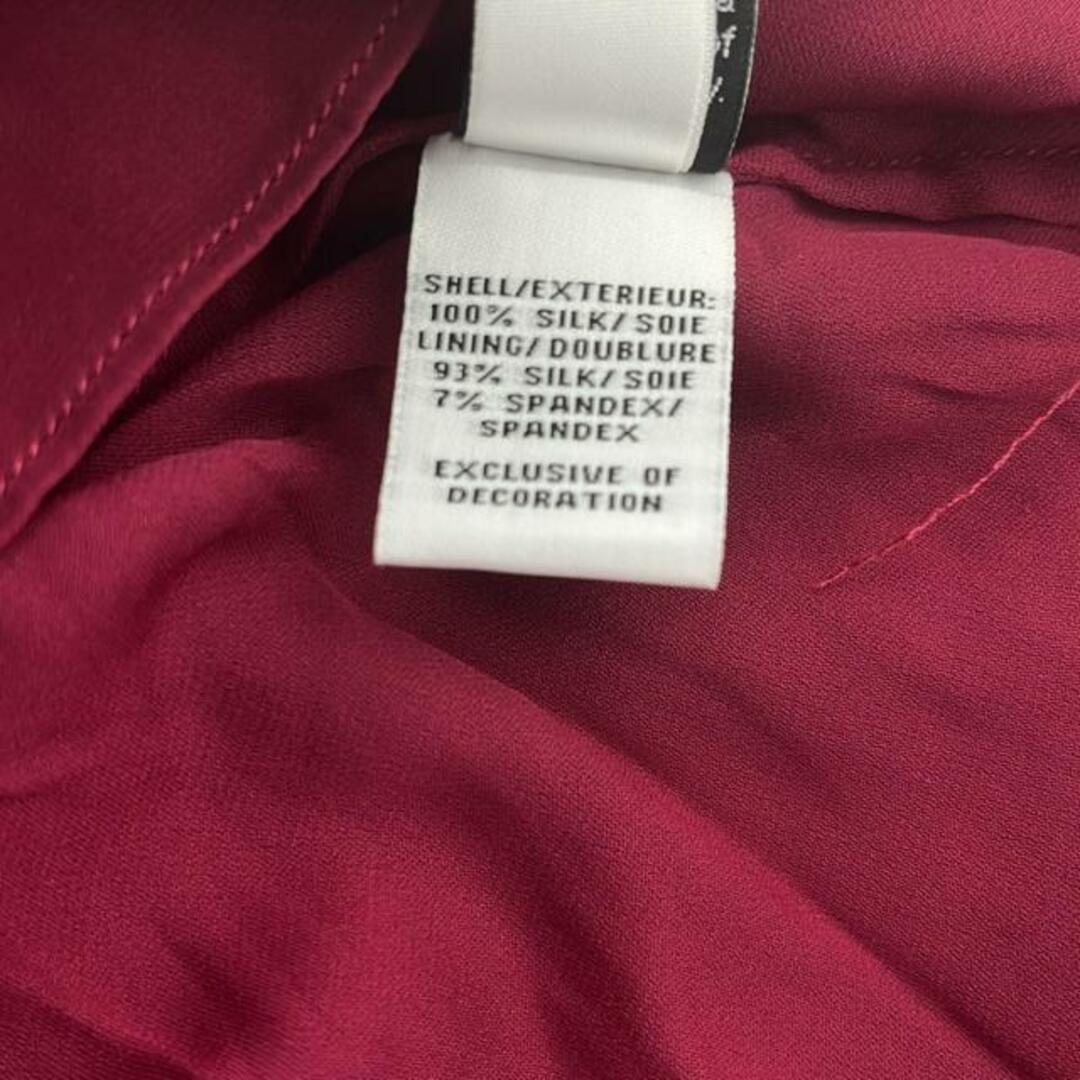 SHELL/EXTERIEUR:
100% SILK/SOIE
LINING/DOUBLURE
93% SILK/SOIE
7% SPANDEX/
SPANDEX
EXCLUSIVE OF
DECORATION